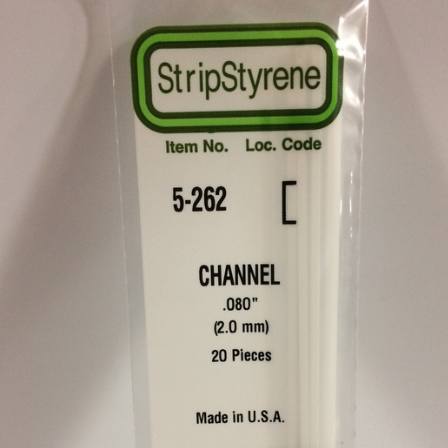 StripStyrene
Item No. Loc. Code
5-262
CHANNEL
.080"
(2.0 mm)
20 Pieces
Made in U.S.A.